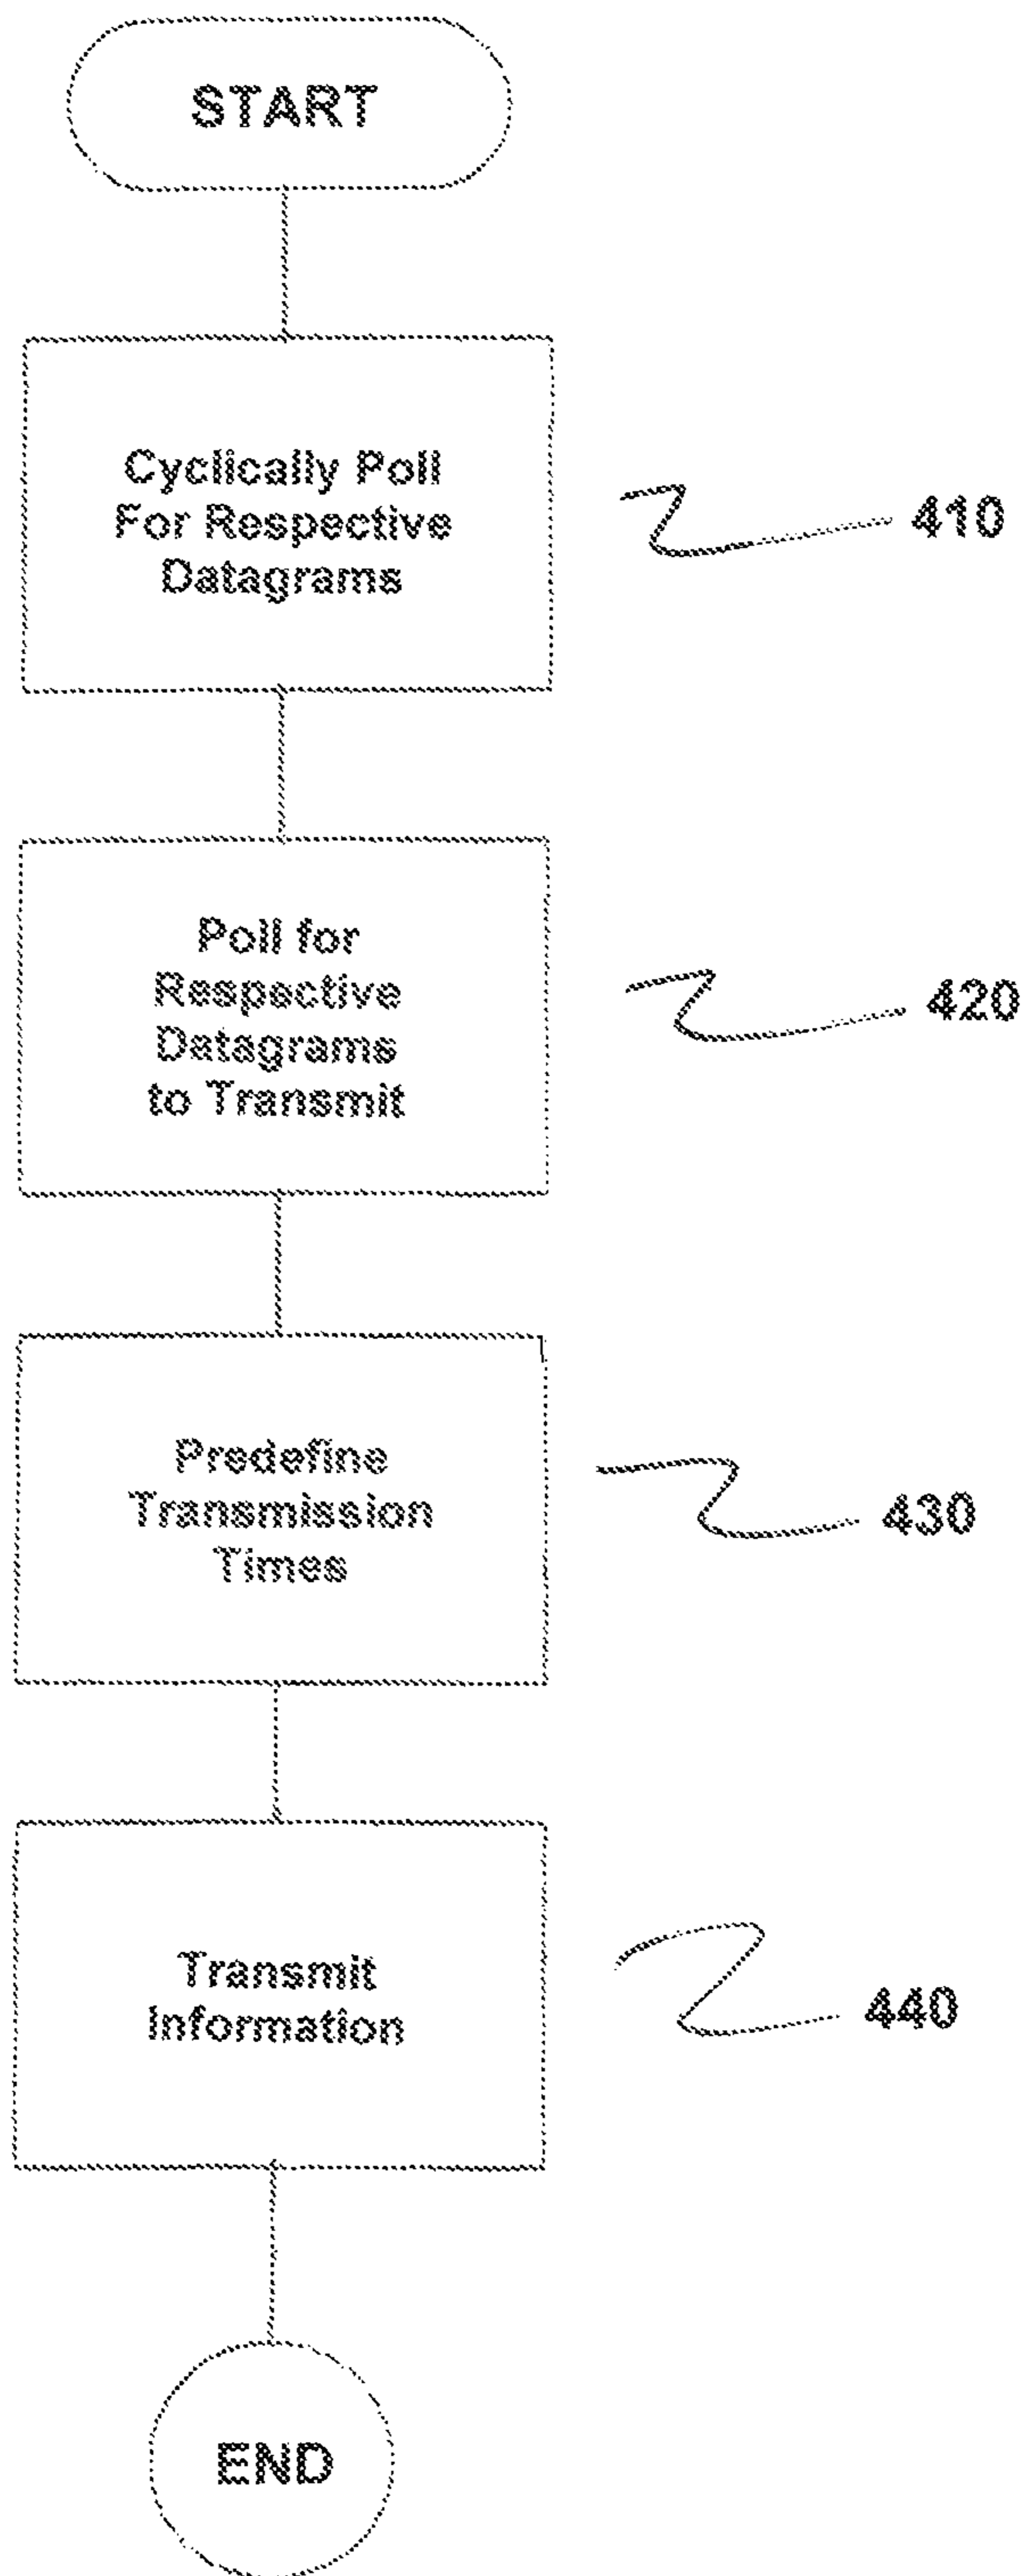 START
Cyclically Poll
For Respective
Datagrams
410
Poll for
Respective
Datagrams
to Transmit
420
Predefine
Transmission
Times
430
Transmit
Information
440
END